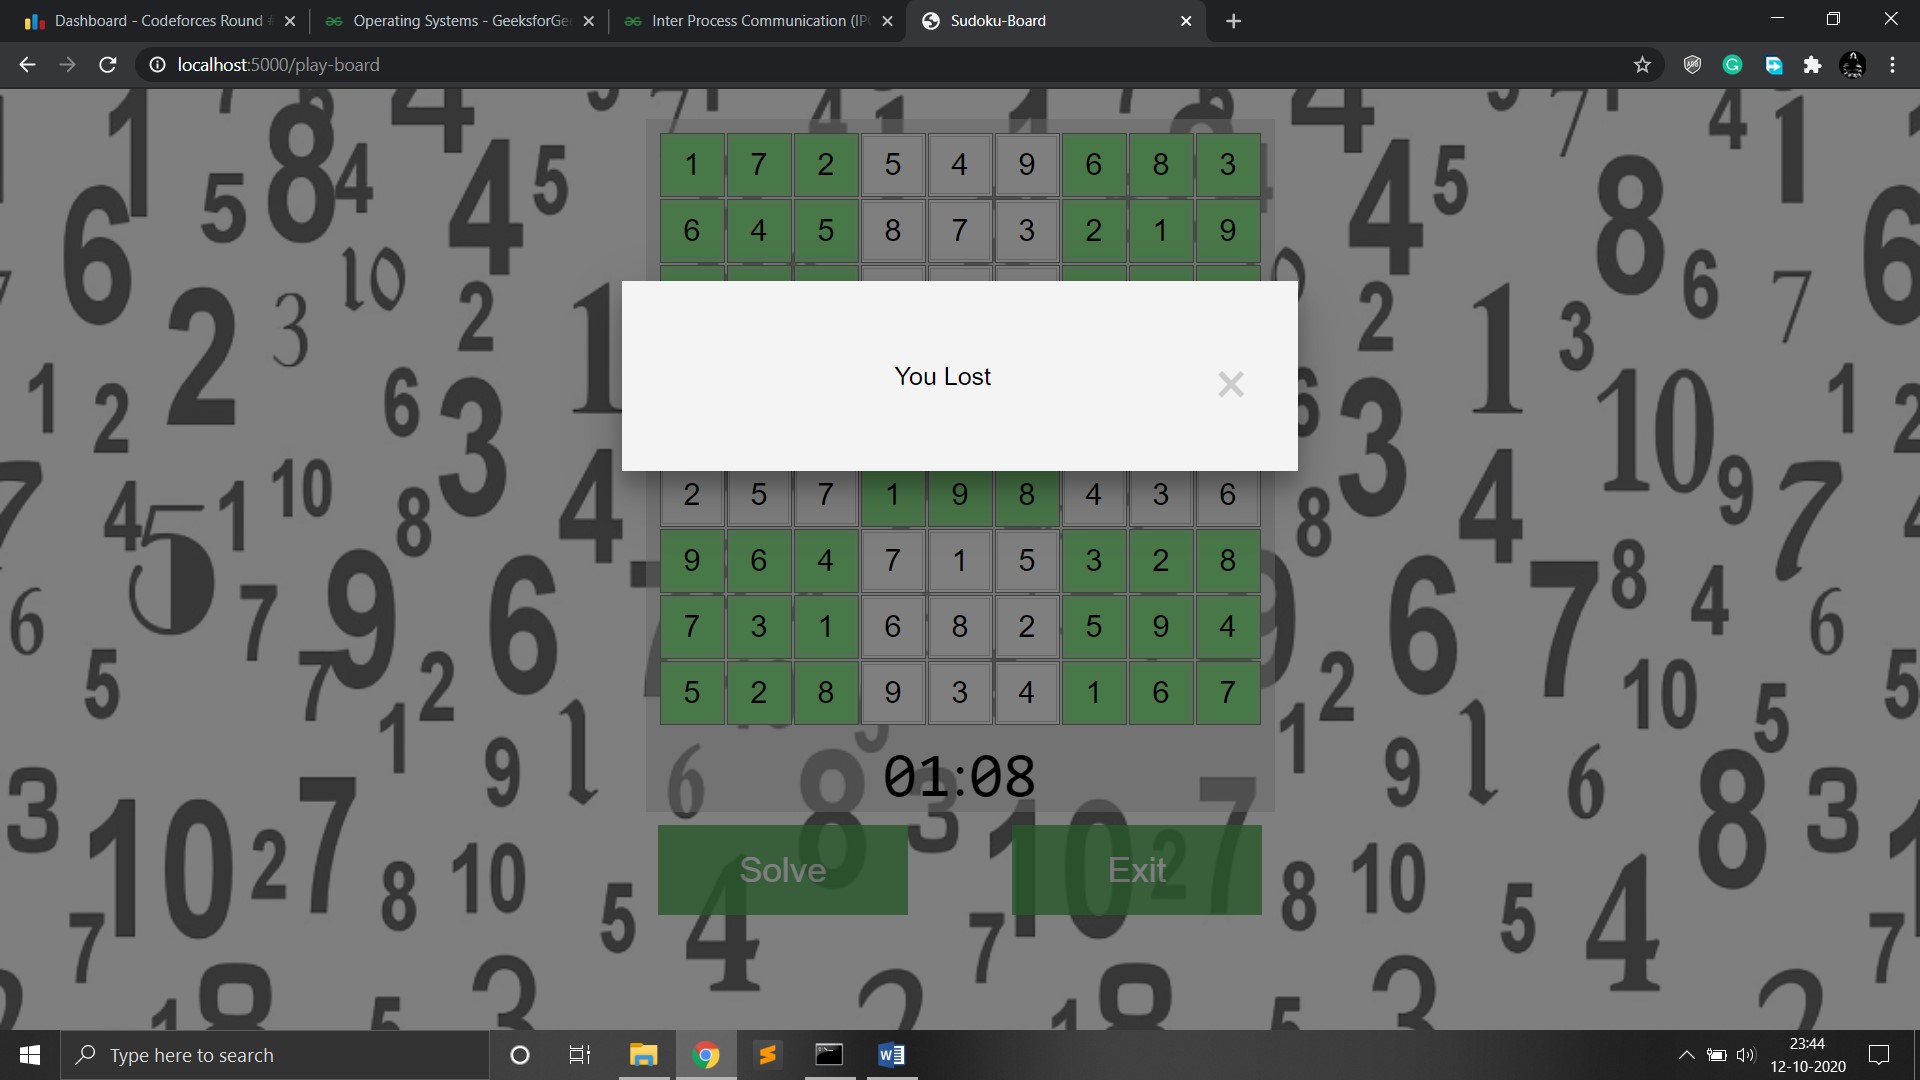 Dashboard - Codeforces Round
Operating Systems - GeeksforGe
Inter Process Communication (IP
Sudoku-Board
localhost:5000/play-board
1 7 2 5 4 9 6 8 3
6 4 5 8 7 3 2 1 9
You Lost
2 5 7 1 9 8 4 3 6
9 6 4 7 1 5 3 2 8
7 3 1 6 8 2 5 9 4
5 2 8 9 3 4 1 6 7
01:08
Solve
Exit
Type here to search
23:44
12-10-2020